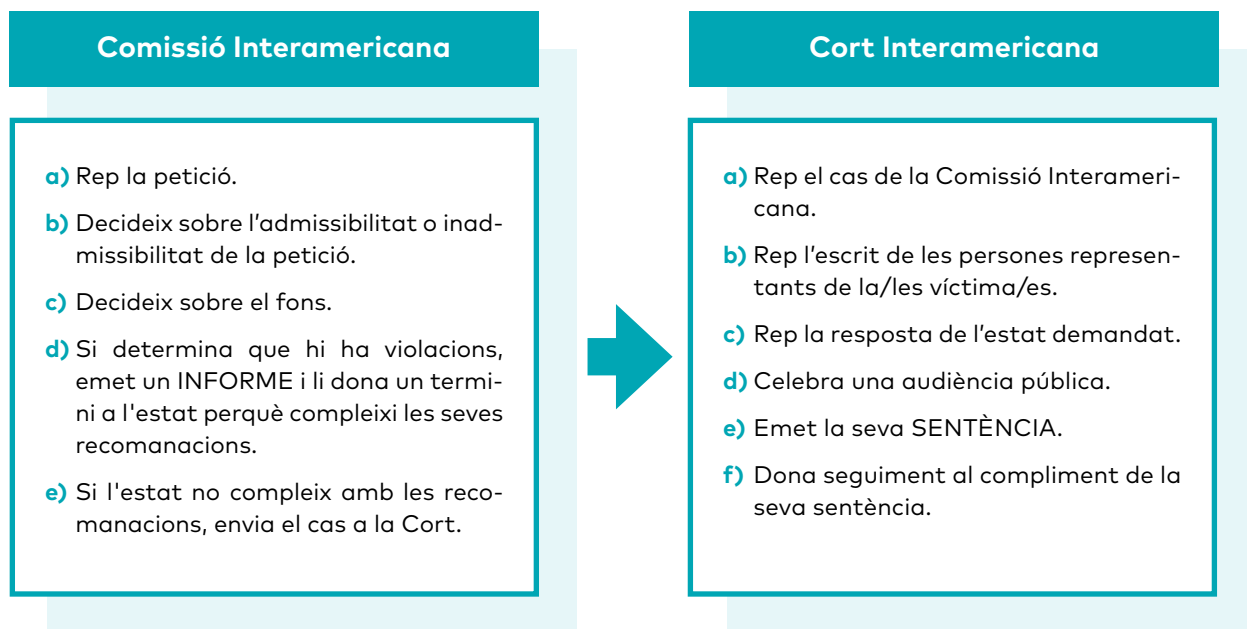 Comissió Interamericana
a) Rep la petició.
b) Decideix sobre l’admissibilitat o inad-
missibilitat de la petició.
c) Decideix sobre el fons.
d) Si determina que hi ha violacions,
emet un INFORME i li dona un termi-
ni a l'estat perquè compleixi les seves
recomanacions.
e) Si l'estat no compleix amb les reco-
manacions, envia el cas a la Cort.
Cort Interamericana
a) Rep el cas de la Comissió Interameri-
cana.
b) Rep l’escrit de les persones represen-
tants de la/les víctima/es.
c) Rep la resposta de l’estat demandat.
d) Celebra una audiència pública.
e) Emet la seva SENTÈNCIA.
f) Dona seguiment al compliment de la
seva sentència.